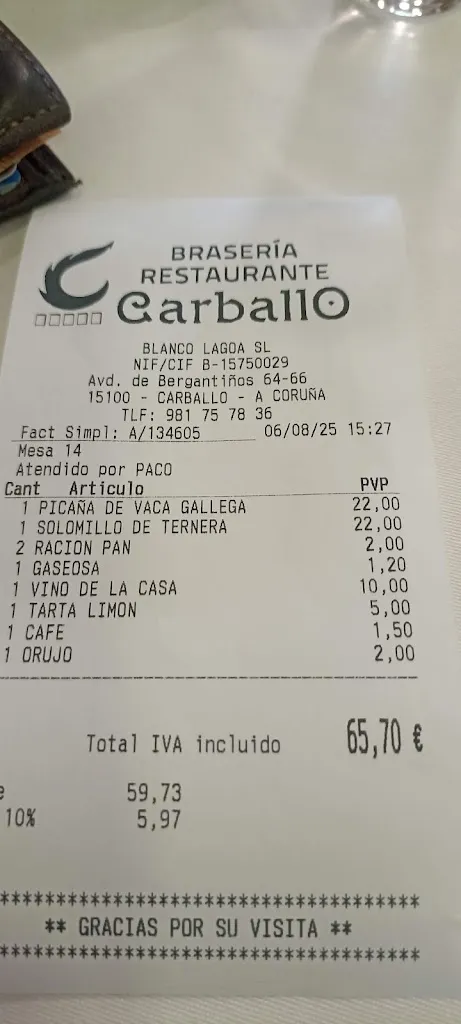 BRASERÍA
RESTAURANTE
Carballo
BLANCO LAGOA SL
NIF/CIF B-15750029
Avd. de Bergantiños 64-66
15100 - CARBALLO - A CORUÑA
TLF: 981 75 78 36
Fact Simpl: A/134605 06/08/25 15:27
Mesa 14
Atendido por PACO
Cant Articulo PVP
1 PICAÑA DE VACA GALLEGA 22,00
1 SOLOMILLO DE TERNERA 22,00
2 RACION PAN 2,00
1 GASEOSA 1,20
1 VINO DE LA CASA 10,00
1 TARTA LIMON 5,00
1 CAFE 1,50
1 ORUJO 2,00
Total IVA incluido 65,70 €
59,73
10% 5,97
****************************************
** GRACIAS POR SU VISITA **
****************************************